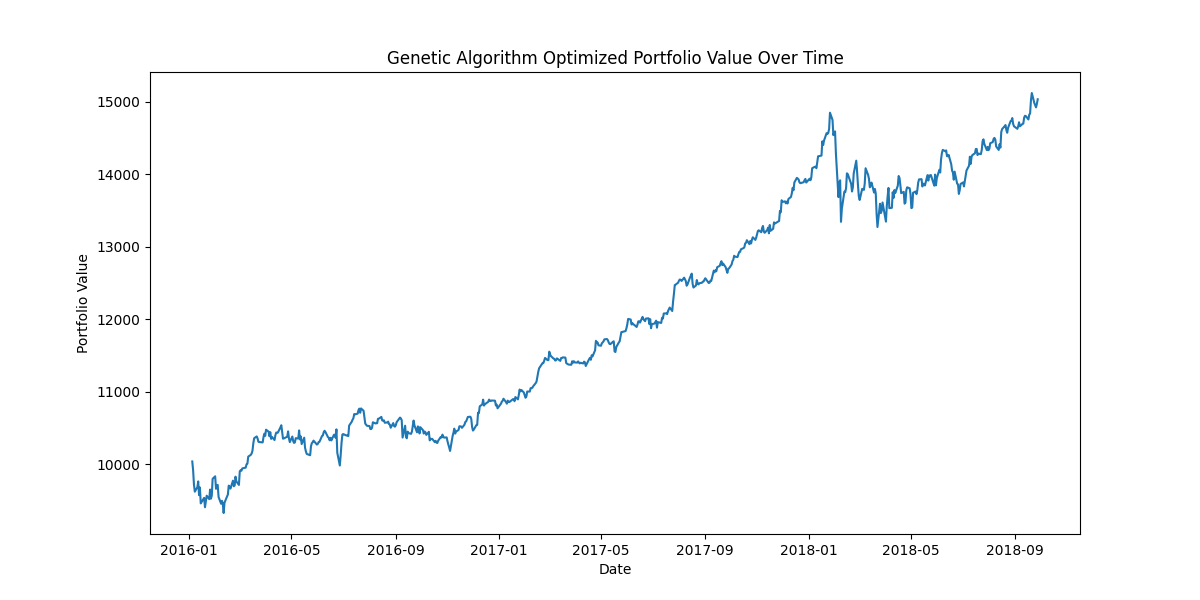 Genetic Algorithm Optimized Portfolio Value Over Time
15000
14000
13000
12000
11000
10000
Portfolio Value
2016-01 2016-05 2016-09 2017-01 2017-05 2017-09 2018-01 2018-05 2018-09
Date